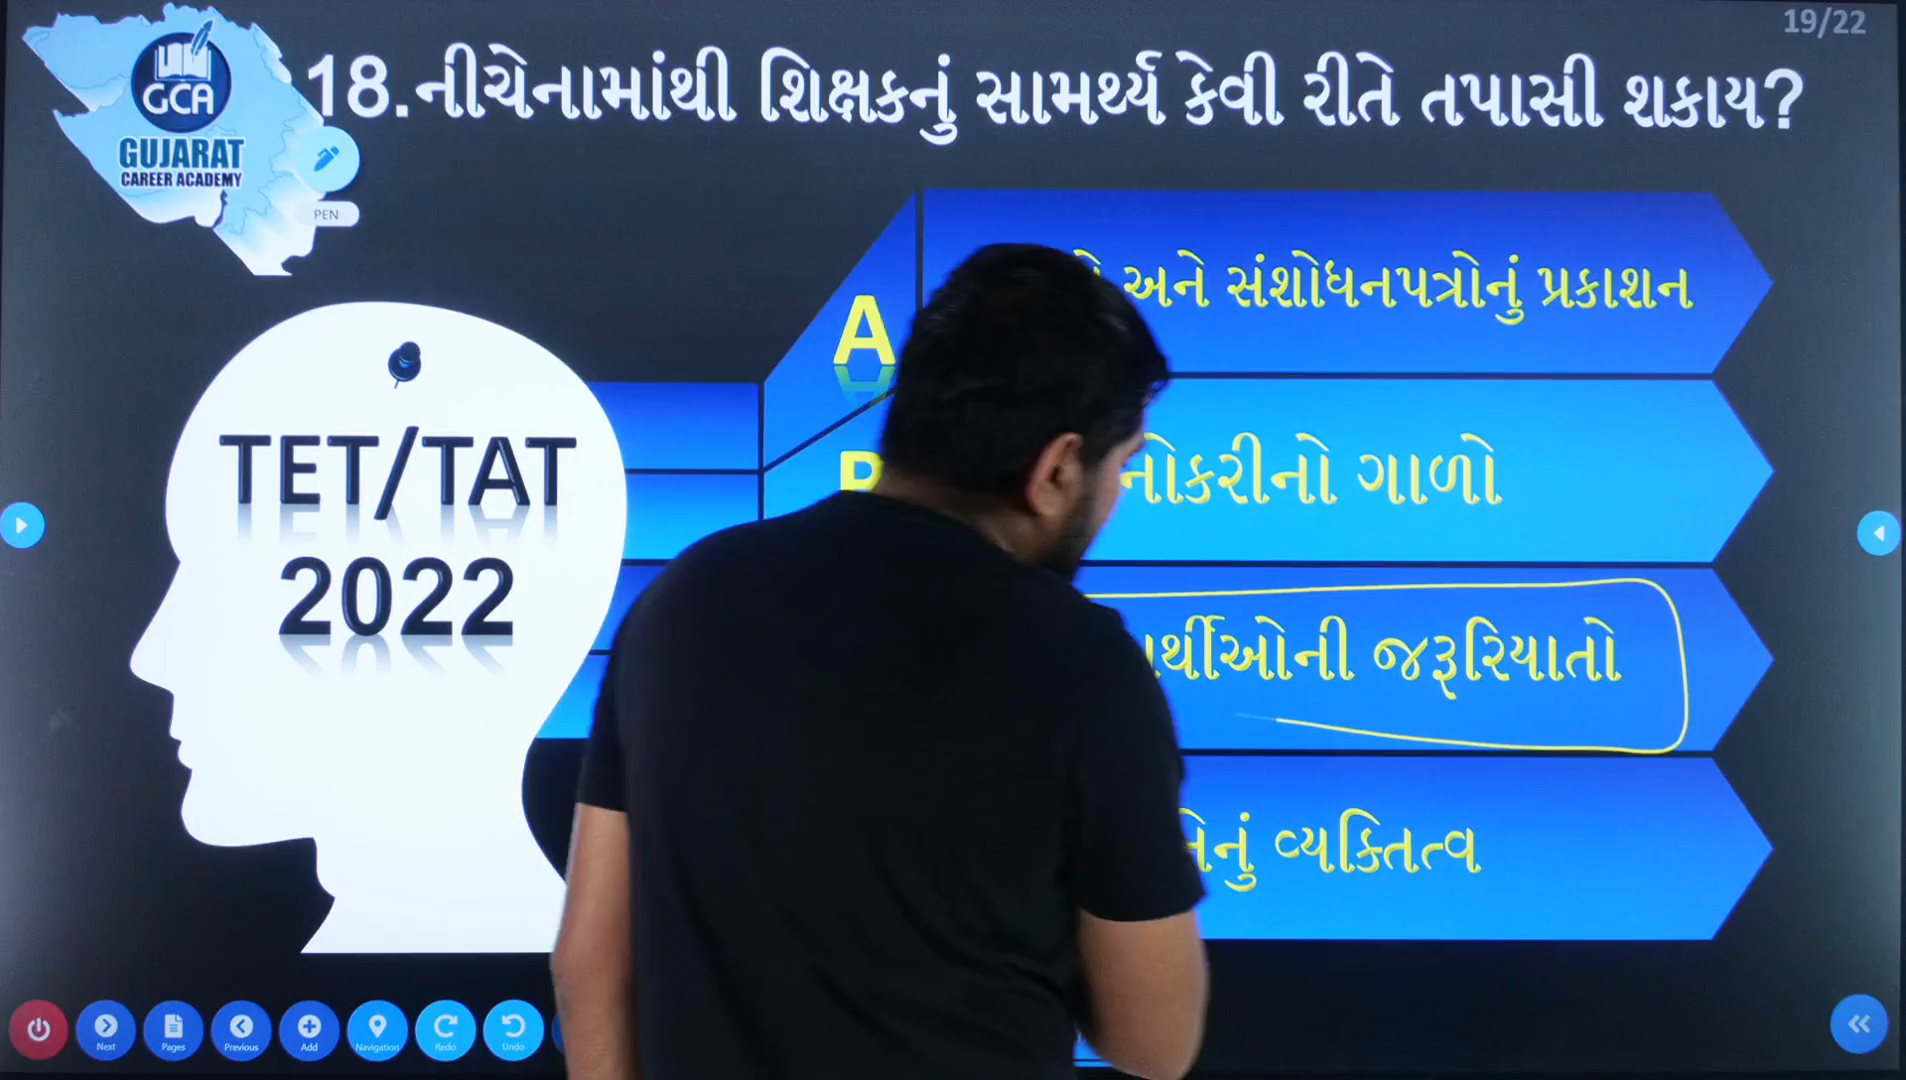 19/22
18.નીચેનામાંથી શિક્ષકનું સામર્થ્ય કેવી રીતે તપાસી શકાય?
GCA
GUJARAT
CAREER ACADEMY
PEN
A
અને સંશોધનપત્રોનું પ્રકાશન
નોકરીનો ગાળો
જરૂરિયાતો
વ્યક્તિત્વ
TET/TAT
2022
Next
Pages
Previous
Add
Navigation
Redo
Undo